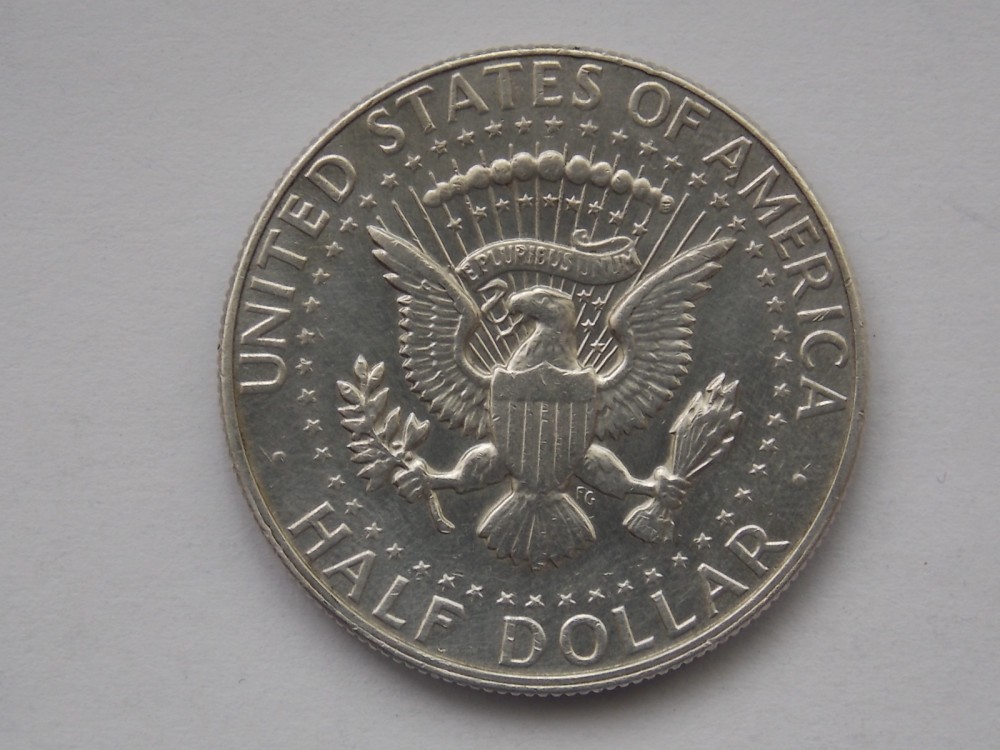 UNITED STATES OF AMERICA
E PLURIBUS UNUM
FG
HALF DOLLAR